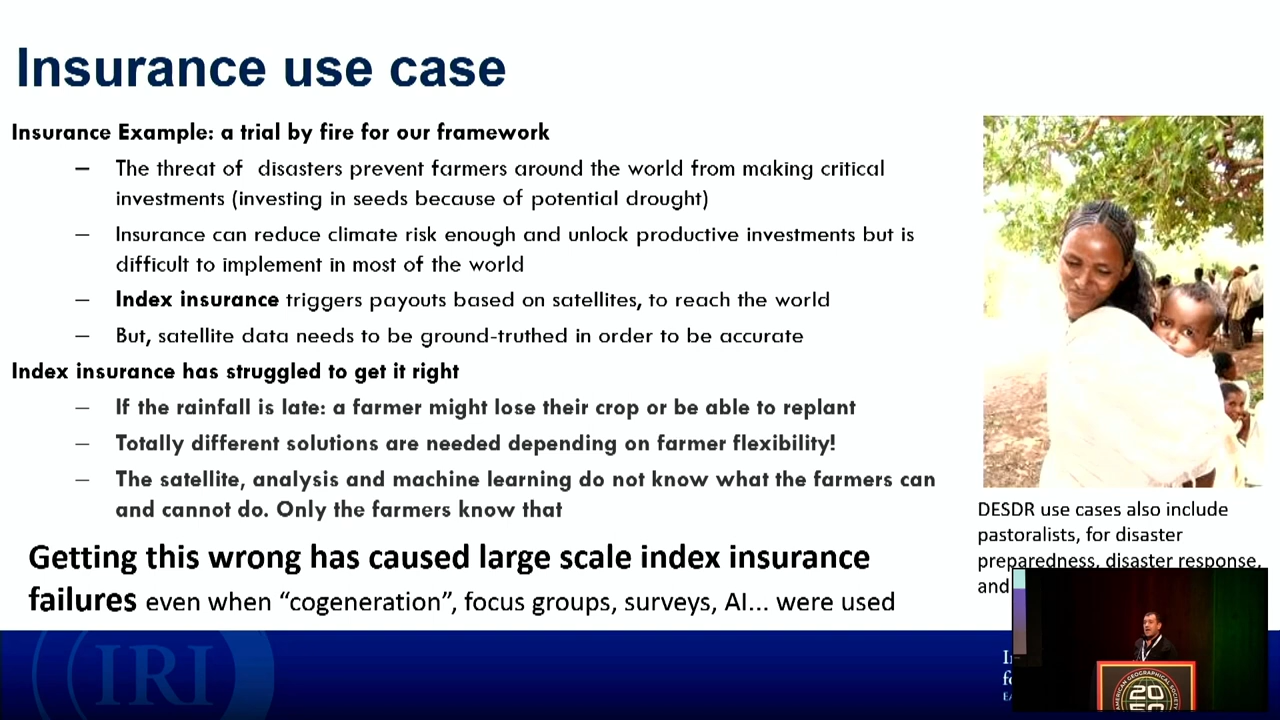 Insurance use case
Insurance Example: a trial by fire for our framework
– The threat of disasters prevent farmers around the world from making critical
investments (investing in seeds because of potential drought)
– Insurance can reduce climate risk enough and unlock productive investments but is
difficult to implement in most of the world
– Index insurance triggers payouts based on satellites, to reach the world
– But, satellite data needs to be ground-truthed in order to be accurate
Index insurance has struggled to get it right
– If the rainfall is late: a farmer might lose their crop or be able to replant
– Totally different solutions are needed depending on farmer flexibility!
– The satellite, analysis and machine learning do not know what the farmers can
and cannot do. Only the farmers know that
Getting this wrong has caused large scale index insurance
failures even when “cogeneration”, focus groups, surveys, AI... were used
DESDR use cases also include
pastoralists, for disaster
preparedness, disaster response,
and
IRI
AMERICAN GEOGRAPHICAL SOCIETY
20
50